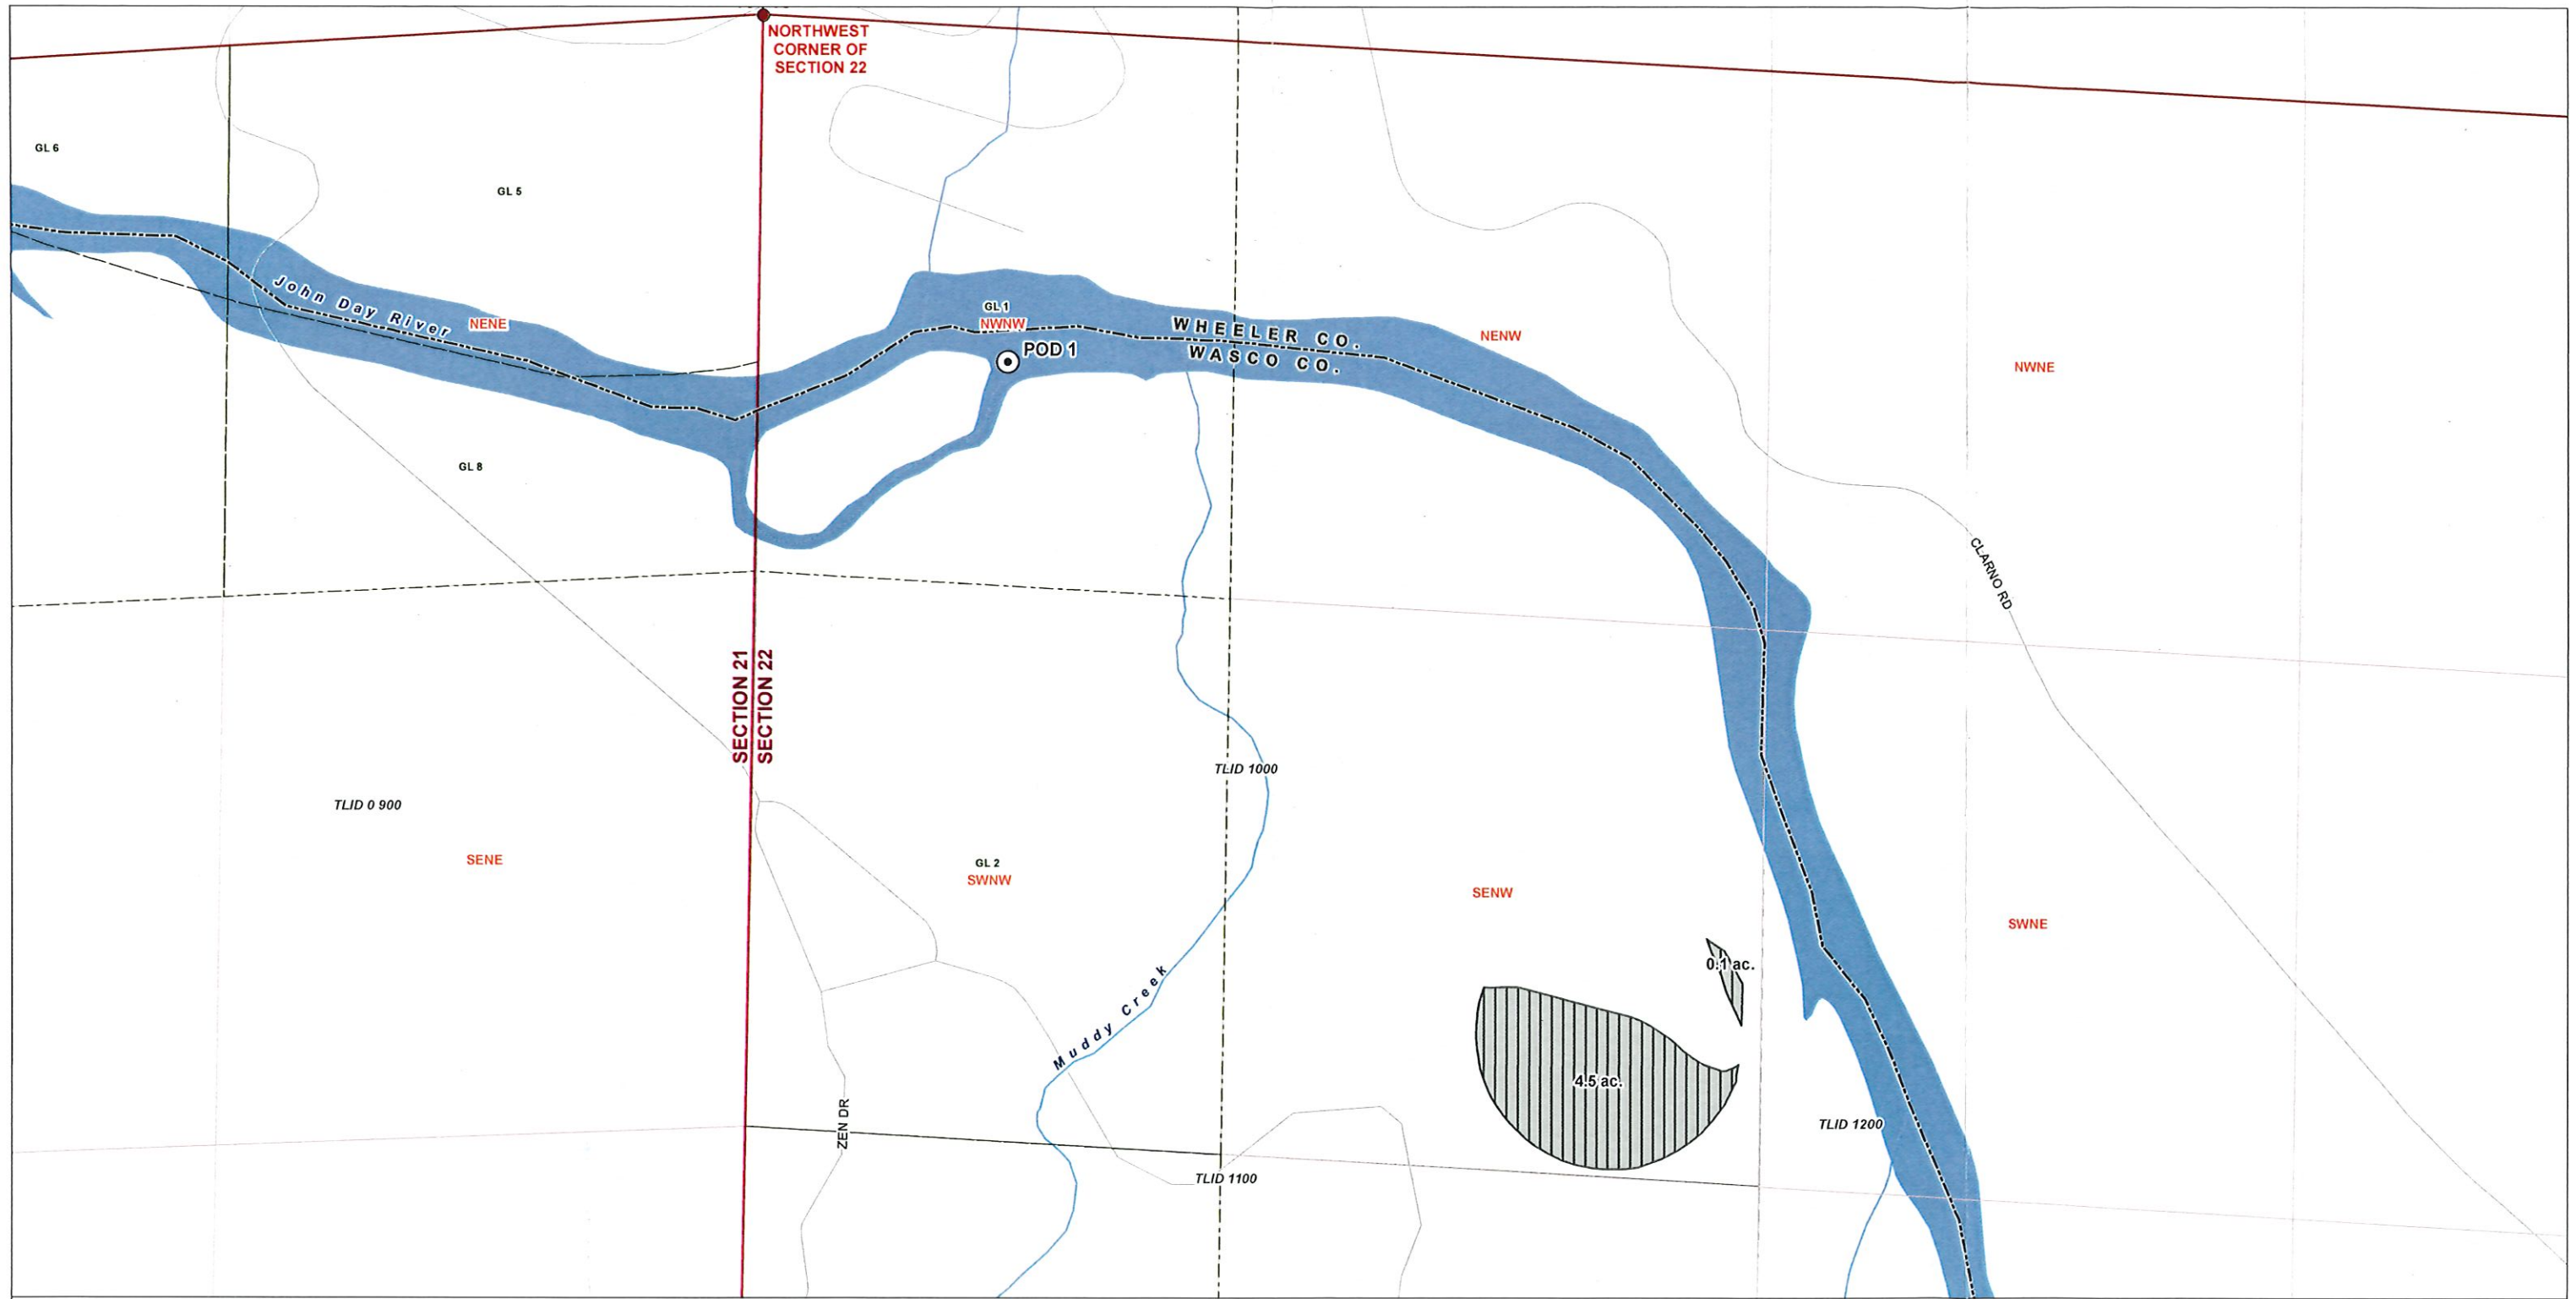 NORTHWEST
CORNER OF
SECTION 22
GL 6
GL 5
John Day River
NENE
GL 1
NWNW
POD 1
WHEELER CO.
WASCO CO.
NENW
NWNE
GL 8
CLARNO RD
SECTION 21
SECTION 22
TLID 1000
TLID 0 900
SENE
GL 2
SWNW
SENW
SWNE
Muddy Creek
0.1 ac.
4.5 ac.
ZEN DR
TLID 1200
TLID 1100